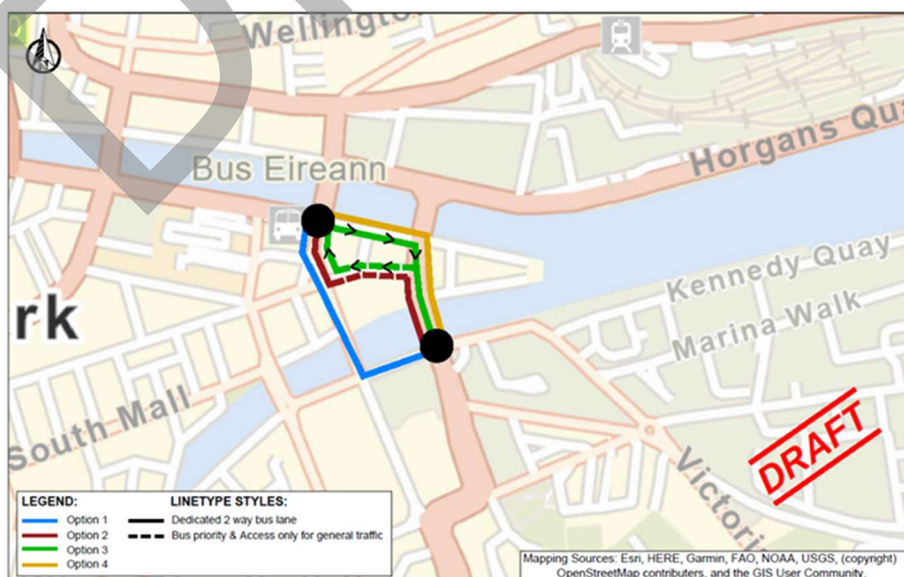 Wellingto
Horgans Qua
Bus Eireann
Kennedy Quay
Marina Walk
rk
South Mall
DRAFT
Victori
LEGEND:
Option 1
Option 2
Option 3
Option 4
LINETYPE STYLES:
Dedicated 2 way bus lane
Bus priority & Access only for general traffic
Mapping Sources: Esri, HERE, Garmin, FAO, NOAA, USGS, (copyright)
OpenStreetMap contributors, and the GIS User Community.